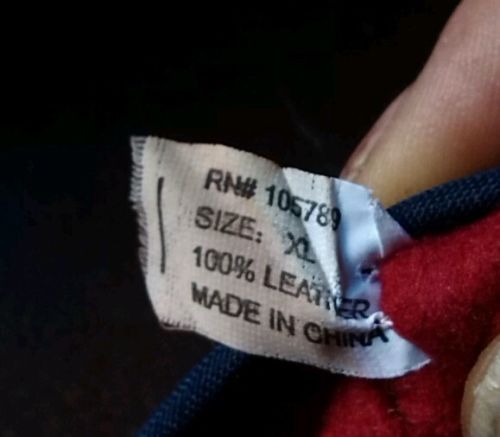 RN# 105789
SIZE: XL
100% LEATHER
MADE IN CHINA